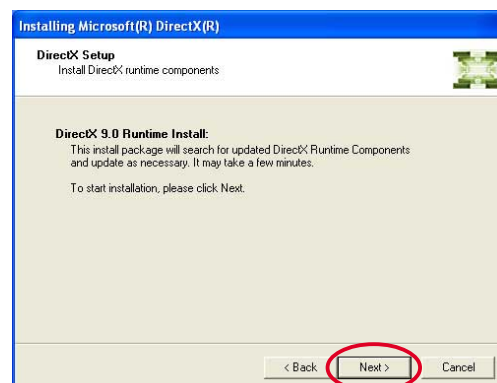 Installing Microsoft(R) DirectX(R)
DirectX Setup
Install DirectX runtime components
DirectX 9.0 Runtime Install:
This install package will search for updated DirectX Runtime Components
and update as necessary. It may take a few minutes.
To start installation, please click Next.
< Back
Next >
Cancel